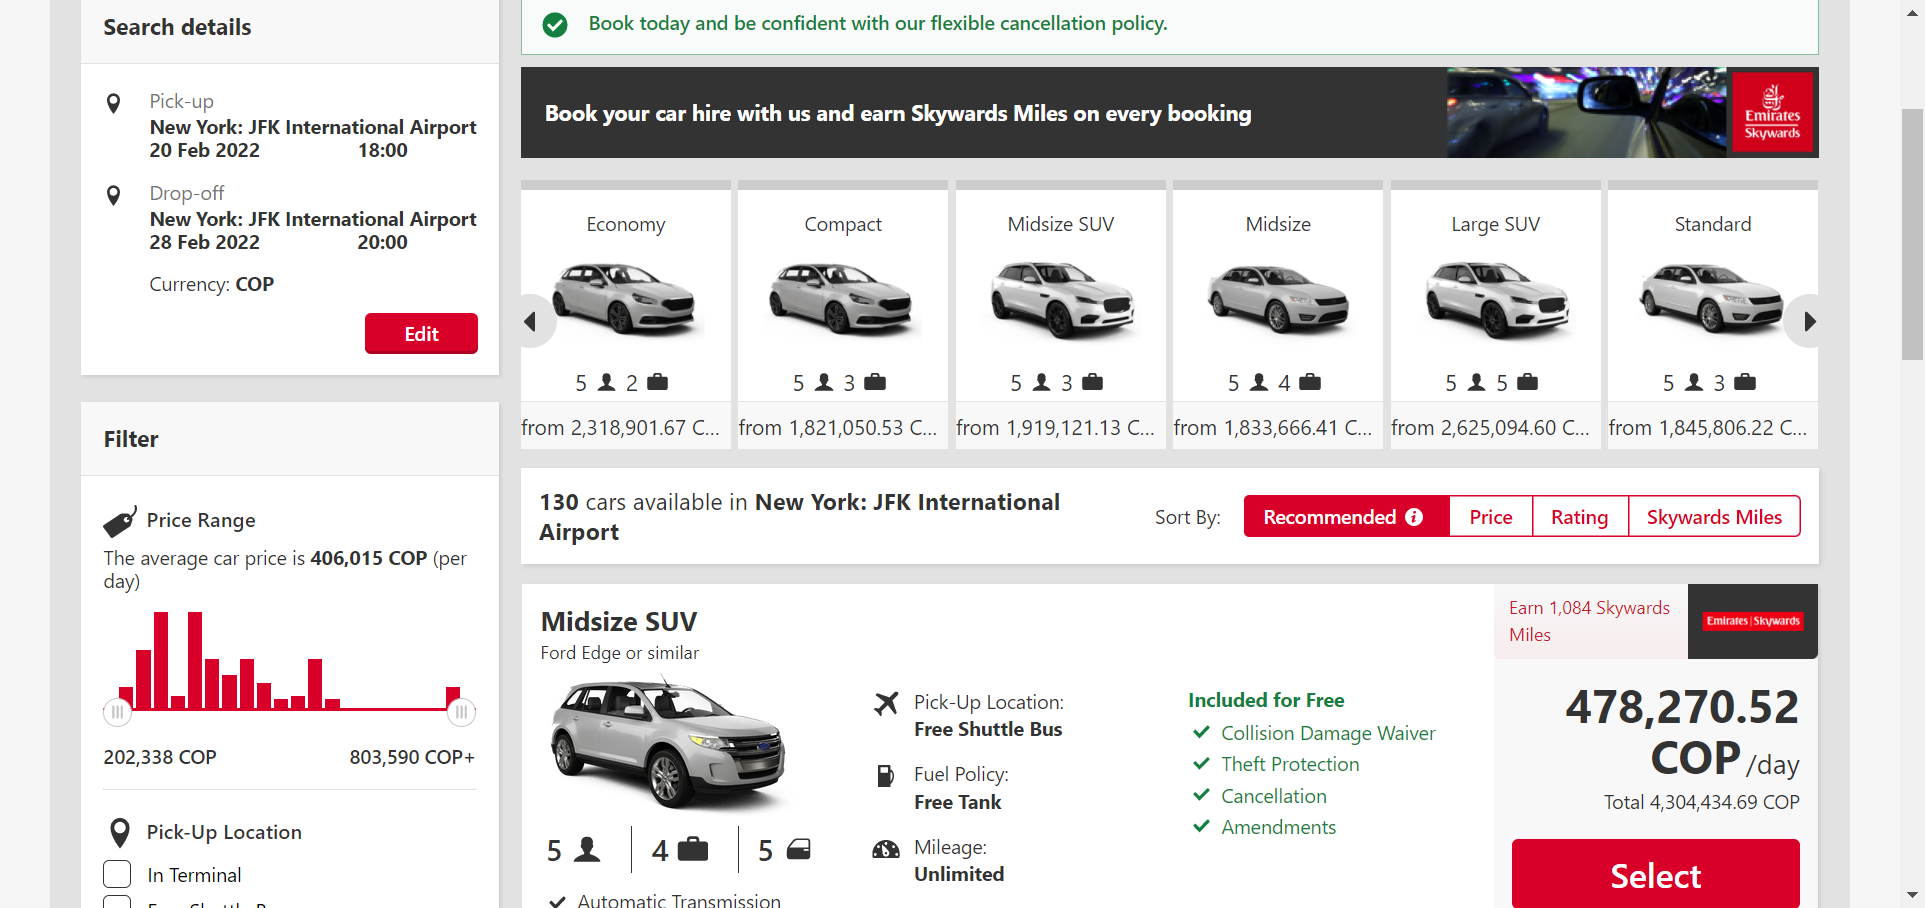 Search details
Pick-up
New York: JFK International Airport
20 Feb 2022 18:00
Drop-off
New York: JFK International Airport
28 Feb 2022 20:00
Currency: COP
Edit
Filter
Price Range
The average car price is 406,015 COP (per
day)
202,338 COP 803,590 COP+
Pick-Up Location
In Terminal
Book today and be confident with our flexible cancellation policy.
Book your car hire with us and earn Skywards Miles on every booking
Emirates
Skywards
Economy
5 2
from 2,318,901.67 C...
Compact
5 3
from 1,821,050.53 C...
Midsize SUV
5 3
from 1,919,121.13 C...
Midsize
5 4
from 1,833,666.41 C...
Large SUV
5 5
from 2,625,094.60 C...
Standard
5 3
from 1,845,806.22 C...
130 cars available in New York: JFK International
Airport
Sort By: Recommended Price Rating Skywards Miles
Midsize SUV
Ford Edge or similar
5 4 5
Automatic Transmission
Pick-Up Location:
Free Shuttle Bus
Fuel Policy:
Free Tank
Mileage:
Unlimited
Included for Free
Collision Damage Waiver
Theft Protection
Cancellation
Amendments
Earn 1,084 Skywards
Miles
Emirates | Skywards
478,270.52
COP /day
Total 4,304,434.69 COP
Select